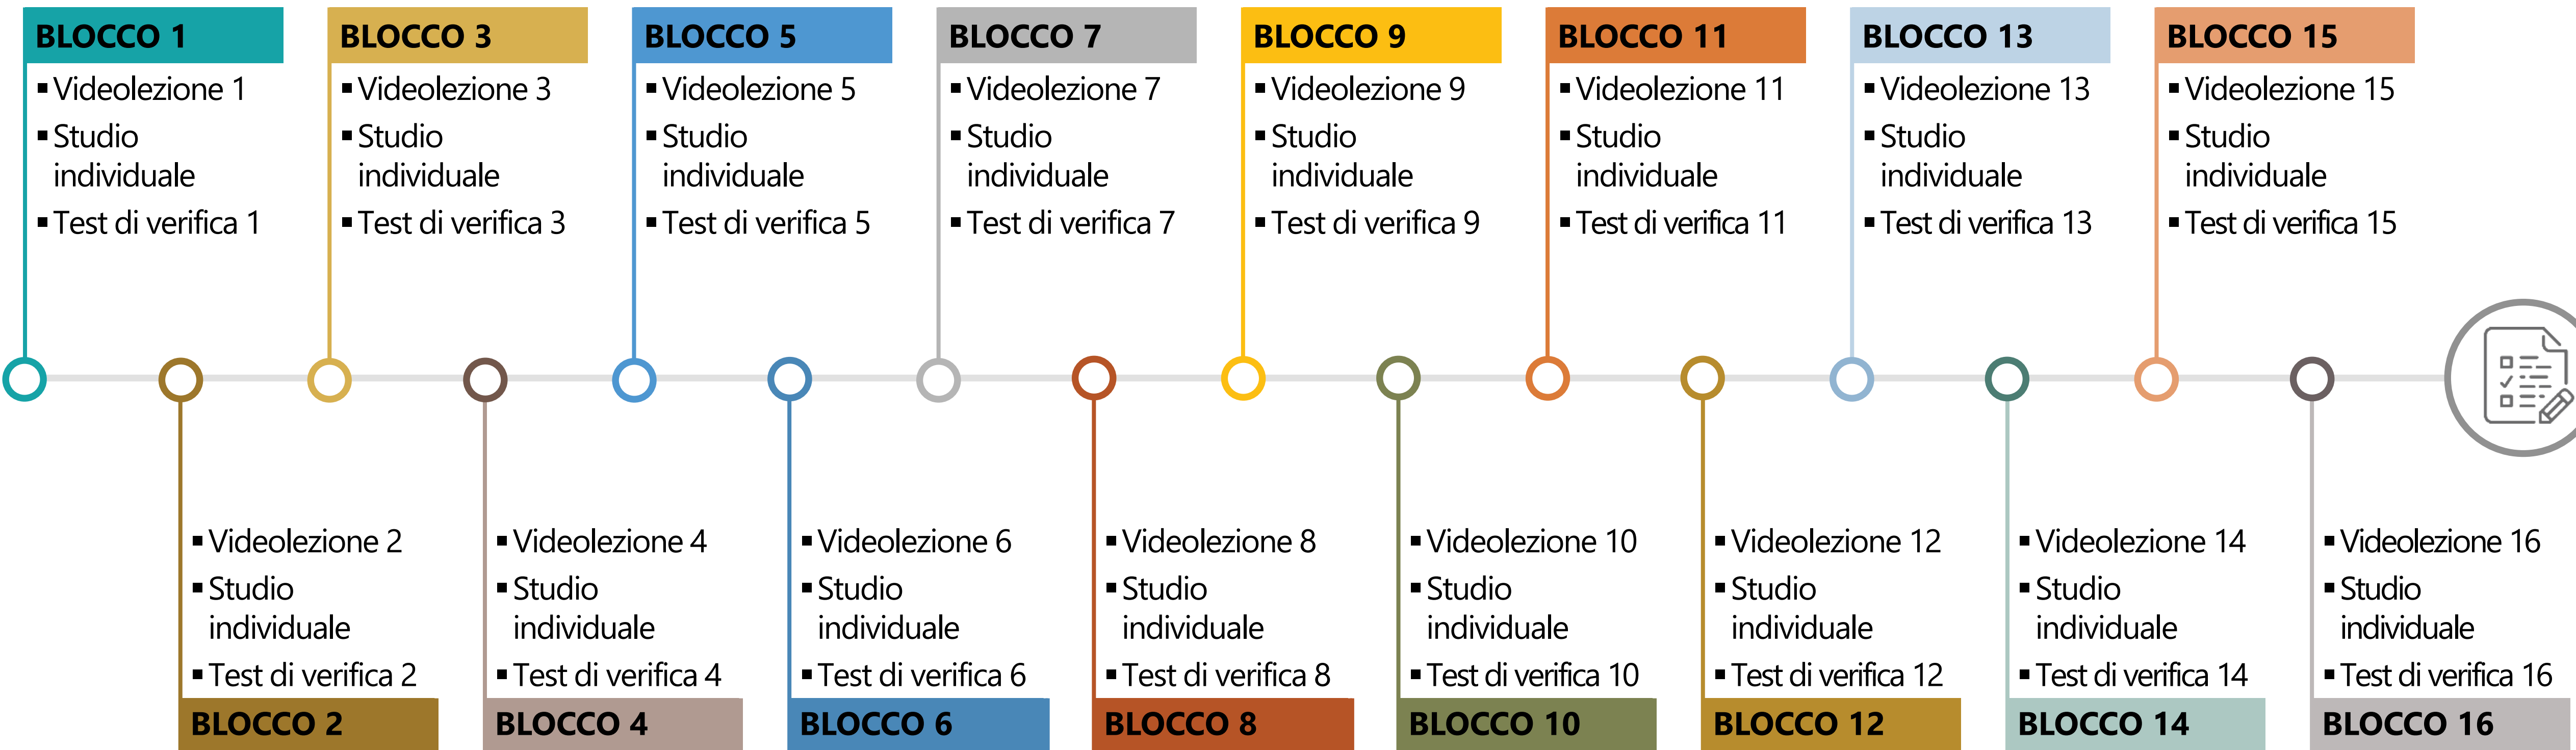 BLOCCO 1
▪ Videolezione 1
▪ Studio
individuale
▪ Test di verifica 1
BLOCCO 3
▪ Videolezione 3
▪ Studio
individuale
▪ Test di verifica 3
BLOCCO 5
▪ Videolezione 5
▪ Studio
individuale
▪ Test di verifica 5
BLOCCO 7
▪ Videolezione 7
▪ Studio
individuale
▪ Test di verifica 7
BLOCCO 9
▪ Videolezione 9
▪ Studio
individuale
▪ Test di verifica 9
BLOCCO 11
▪ Videolezione 11
▪ Studio
individuale
▪ Test di verifica 11
BLOCCO 13
▪ Videolezione 13
▪ Studio
individuale
▪ Test di verifica 13
BLOCCO 15
▪ Videolezione 15
▪ Studio
individuale
▪ Test di verifica 15
▪ Videolezione 2
▪ Studio
individuale
▪ Test di verifica 2
BLOCCO 2
▪ Videolezione 4
▪ Studio
individuale
▪ Test di verifica 4
BLOCCO 4
▪ Videolezione 6
▪ Studio
individuale
▪ Test di verifica 6
BLOCCO 6
▪ Videolezione 8
▪ Studio
individuale
▪ Test di verifica 8
BLOCCO 8
▪ Videolezione 10
▪ Studio
individuale
▪ Test di verifica 10
BLOCCO 10
▪ Videolezione 12
▪ Studio
individuale
▪ Test di verifica 12
BLOCCO 12
▪ Videolezione 14
▪ Studio
individuale
▪ Test di verifica 14
BLOCCO 14
▪ Videolezione 16
▪ Studio
individuale
▪ Test di verifica 16
BLOCCO 16